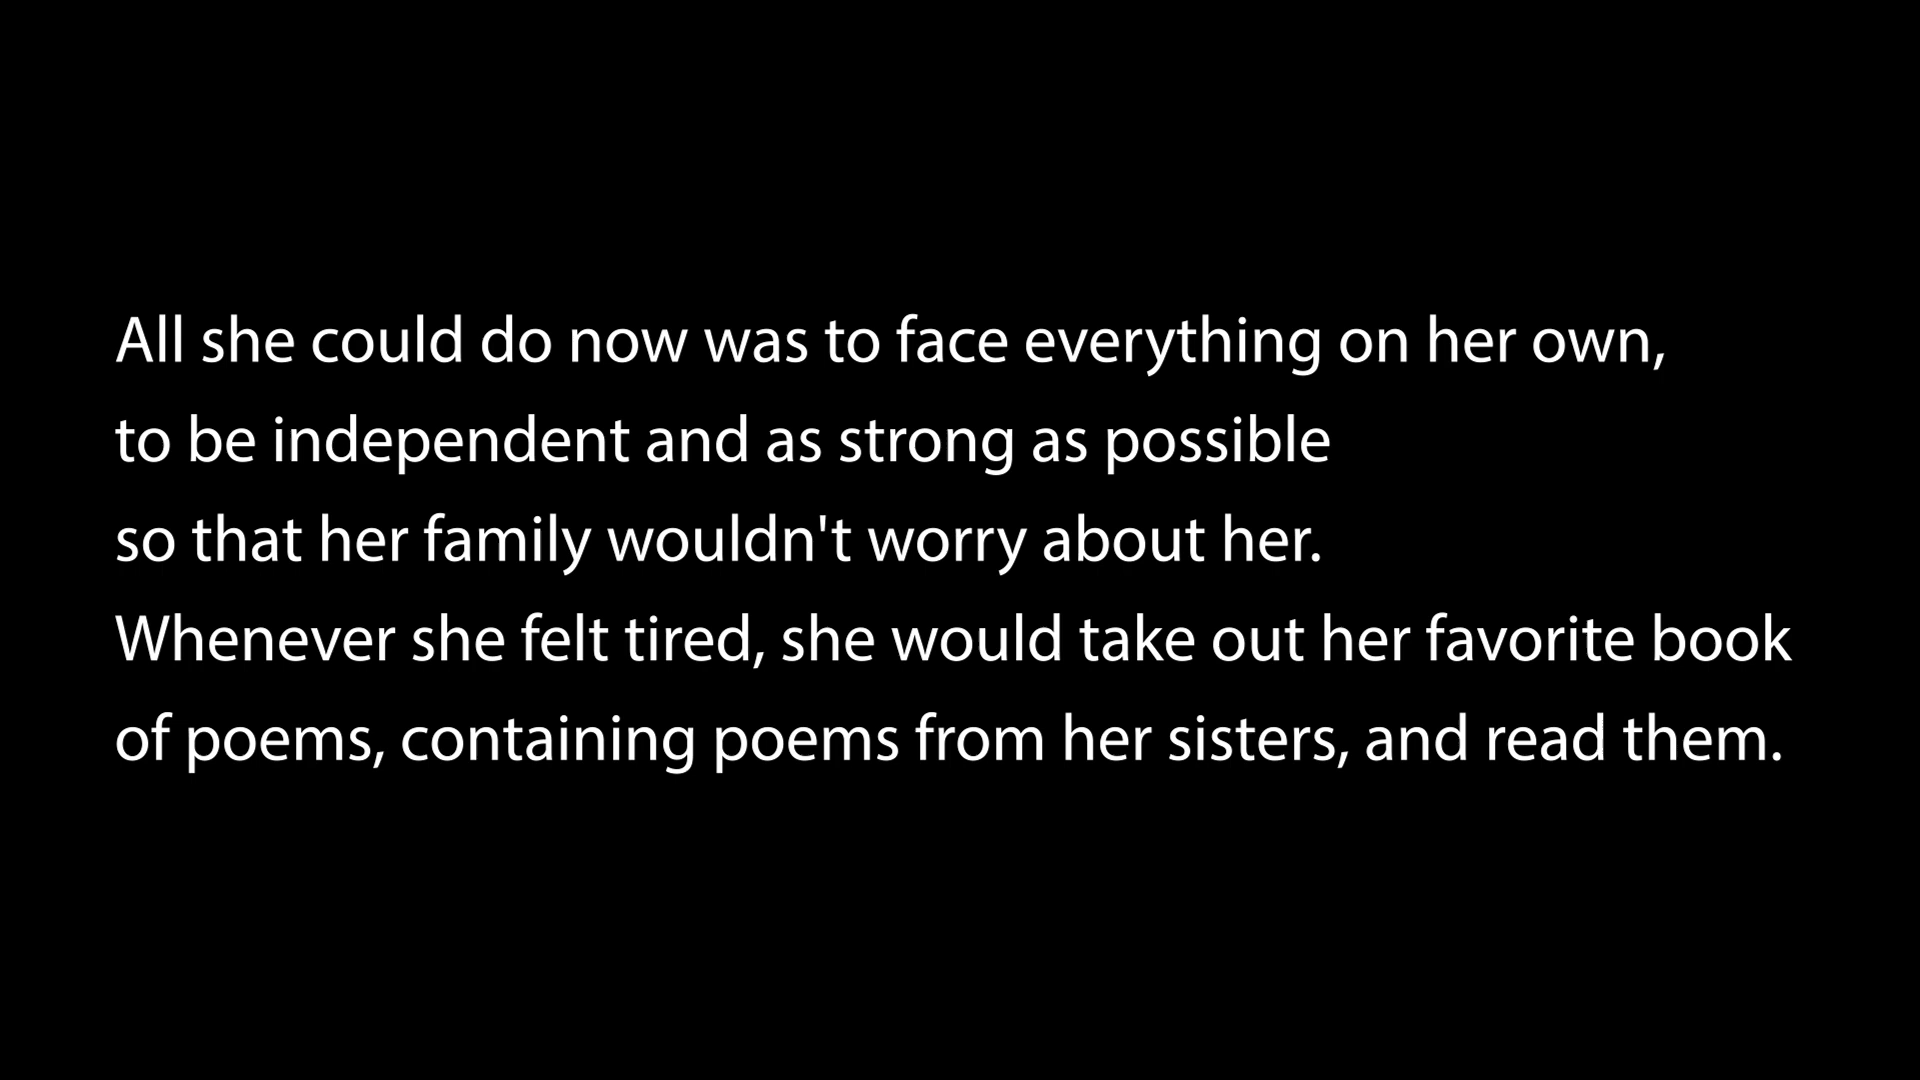 All she could do now was to face everything on her own,
to be independent and as strong as possible
so that her family wouldn't worry about her.
Whenever she felt tired, she would take out her favorite book
of poems, containing poems from her sisters, and read them.